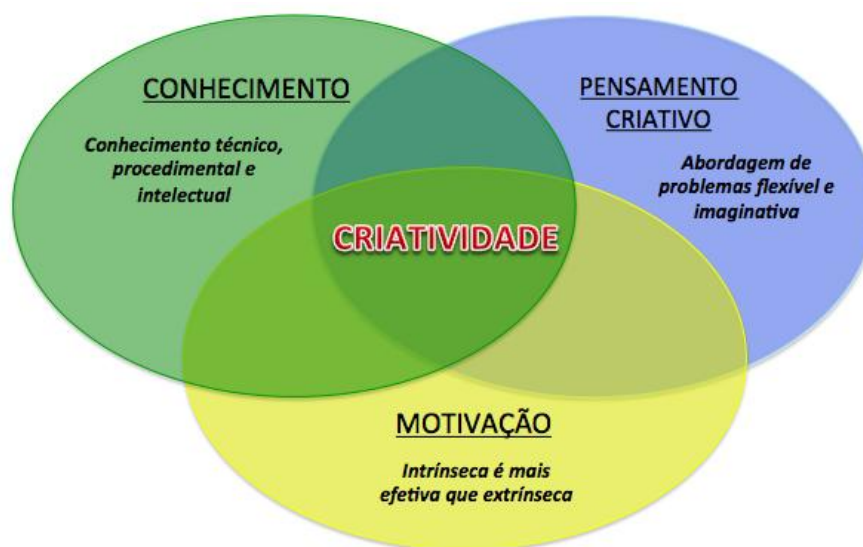 CONHECIMENTO
Conhecimento técnico,
procedimental e
intelectual
PENSAMENTO
CRIATIVO
Abordagem de
problemas flexível e
imaginativa
CRIATIVIDADE
MOTIVAÇÃO
Intrínseca é mais
efetiva que extrínseca